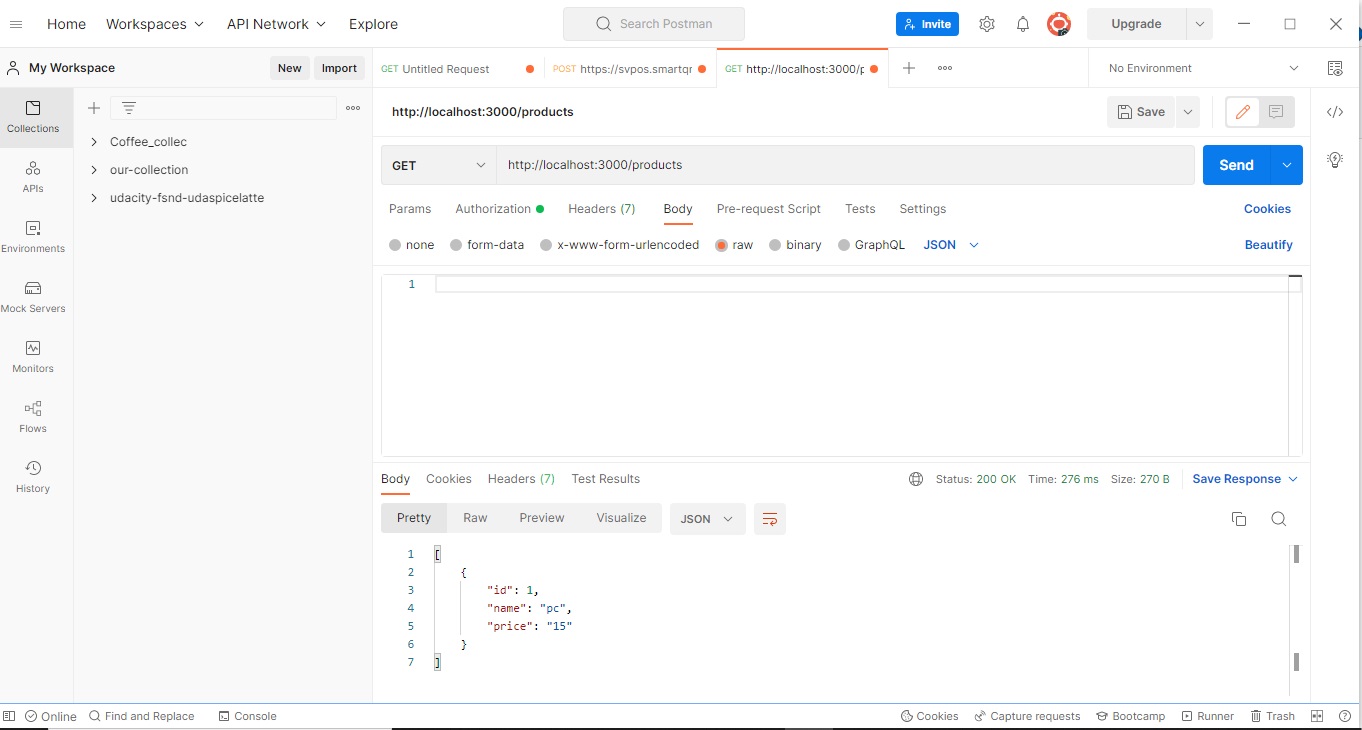 Home Workspaces API Network Explore Search Postman Invite Upgrade
My Workspace New Import GET Untitled Request POST https://svpos.smartqr GET http://localhost:3000/p No Environment
http://localhost:3000/products Save
Collections
Coffee_collec
our-collection
udacity-fsnd-udaspicelatte
GET http://localhost:3000/products Send
APIs
Params Authorization Headers (7) Body Pre-request Script Tests Settings Cookies
Environments
none form-data x-www-form-urlencoded raw binary GraphQL JSON Beautify
1
Mock Servers
Monitors
Flows
History
Body Cookies Headers (7) Test Results Status: 200 OK Time: 276 ms Size: 270 B Save Response
Pretty Raw Preview Visualize JSON
1 [
2 {
3 "id": 1,
4 "name": "pc",
5 "price": "15"
6 }
7 ]
Online Find and Replace Console Cookies Capture requests Bootcamp Runner Trash